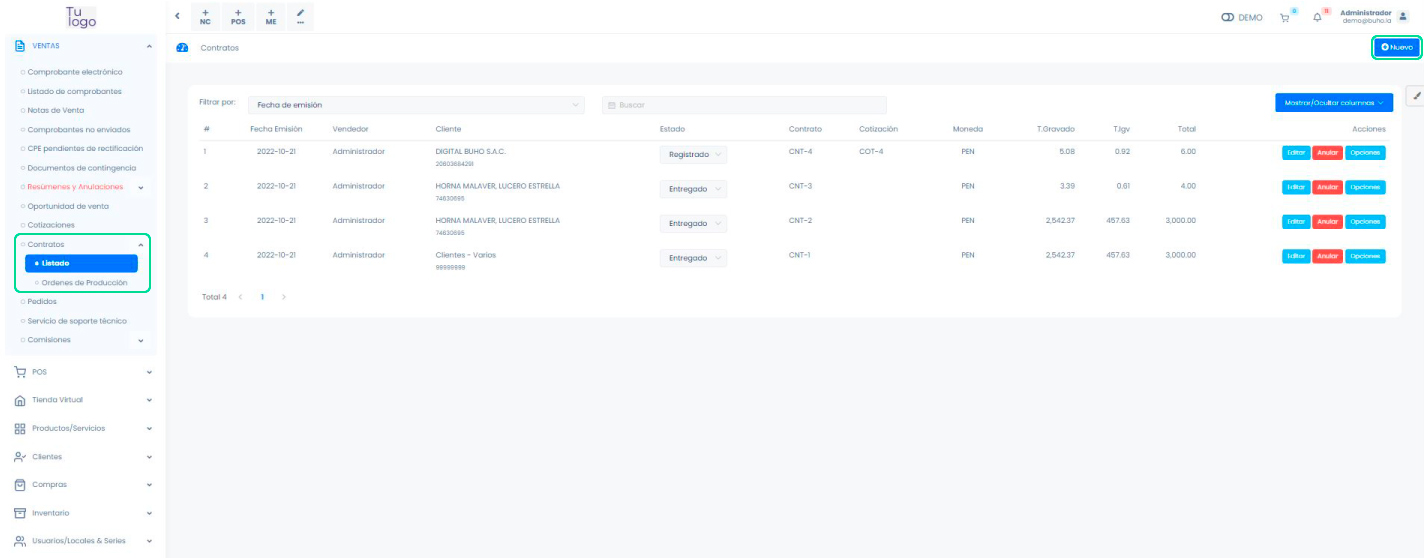 Tu
logo
+ NC
+ POS
+ ME
...
DEMO
0
11
Administrador
demo@buho.la
VENTAS
Comprobante electrónico
Listado de comprobantes
Notas de Venta
Comprobantes no enviados
CPE pendientes de rectificación
Documentos de contingencia
Resúmenes y Anulaciones
Oportunidad de venta
Cotizaciones
Contratos
Listado
Ordenes de Producción
Pedidos
Servicio de soporte técnico
Comisiones
POS
Tienda Virtual
Productos/Servicios
Clientes
Compras
Inventario
Usuarios/Locales & Series
Contratos
Nuevo
Filtrar por: Fecha de emisión Buscar Mostrar/Ocultar columnas
# Fecha Emisión Vendedor Cliente Estado Contrato Cotización Moneda T.Gravado T.Igv Total Acciones
1 2022-10-21 Administrador DIGITAL BUHO S.A.C. Registrado CNT-4 COT-4 PEN 5.08 0.92 6.00 Editar Anular Opciones
2 2022-10-21 Administrador HORNA MALAVER, LUCERO ESTRELLA Entregado CNT-3 PEN 3.39 0.61 4.00 Editar Anular Opciones
74630695
3 2022-10-21 Administrador HORNA MALAVER, LUCERO ESTRELLA Entregado CNT-2 PEN 2,542.37 457.63 3,000.00 Editar Anular Opciones
74630695
4 2022-10-21 Administrador Clientes - Varios Entregado CNT-1 PEN 2,542.37 457.63 3,000.00 Editar Anular Opciones
99999999
Total 4 < 1 >